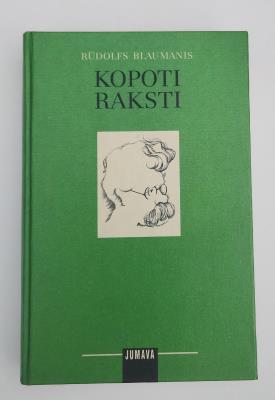 RŪDOLFS BLAUMANIS
KOPOTI
RAKSTI
JUMAVA